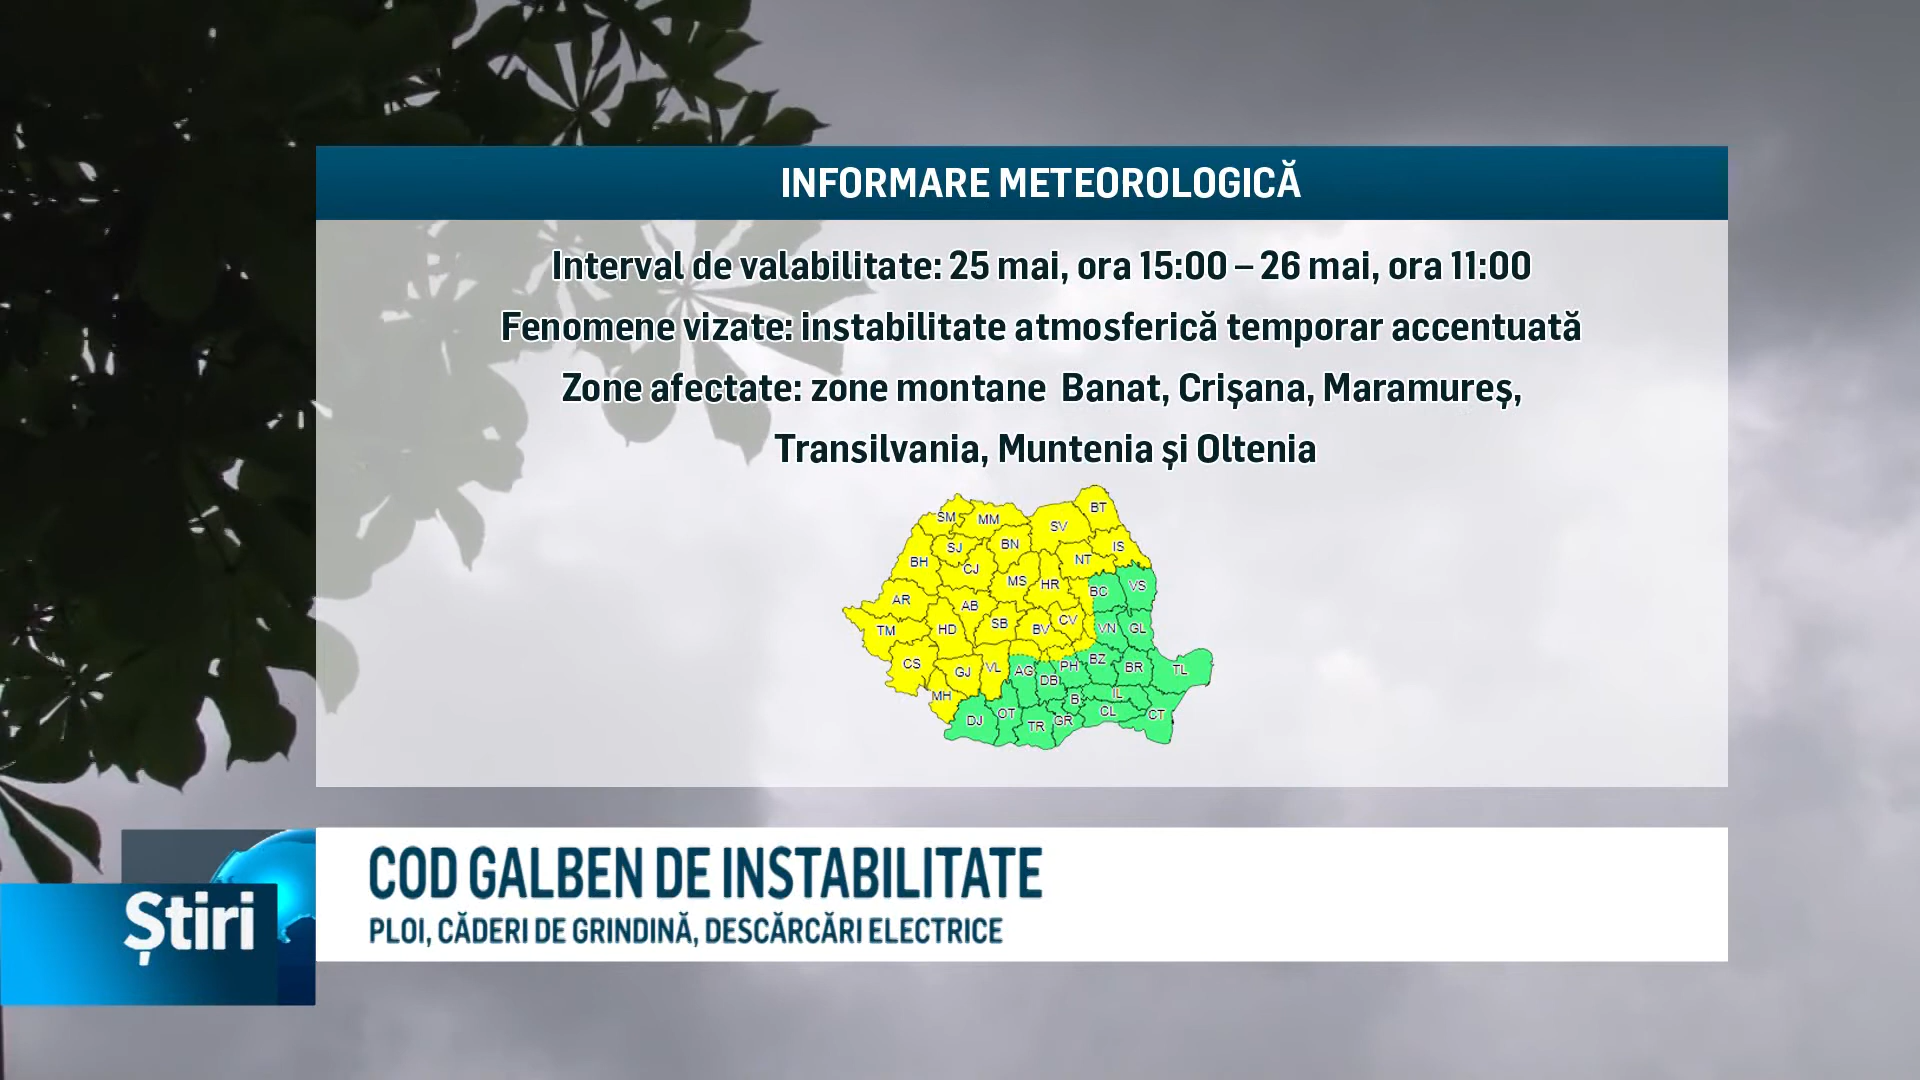 INFORMARE METEOROLOGICĂ
Interval de valabilitate: 25 mai, ora 15:00 – 26 mai, ora 11:00
Fenomene vizate: instabilitate atmosferică temporar accentuată
Zone afectate: zone montane Banat, Crişana, Maramureş,
Transilvania, Muntenia şi Oltenia
BT
SM MM SV
SJ BN IS
BH CJ NT
MS HR BC VS
AR AB
TM HD SB BV CV VN GL
CS GJ VL AG PH BZ BR TL
DB
MH B IL
DJ OT TR GR CL CT
COD GALBEN DE INSTABILITATE
PLOI, CĂDERI DE GRINDINĂ, DESCĂRCĂRI ELECTRICE
Știri